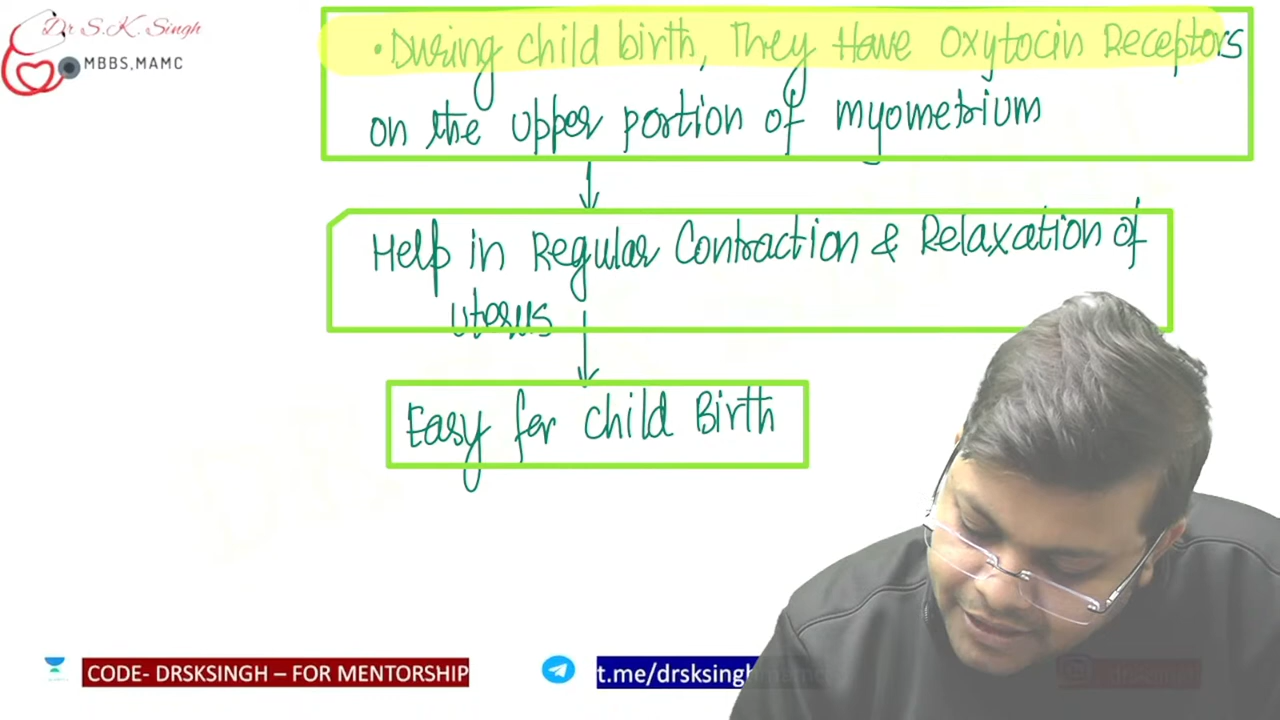 Dr S.K. Singh
MBBS,MAMC
• During child birth, They Have Oxytocin Receptors
on the upper portion of myometrium
Help in Regular Contraction & Relaxation of
uterus
Easy for child Birth
CODE- DRSKSINGH – FOR MENTORSHIP
t.me/drsksingh